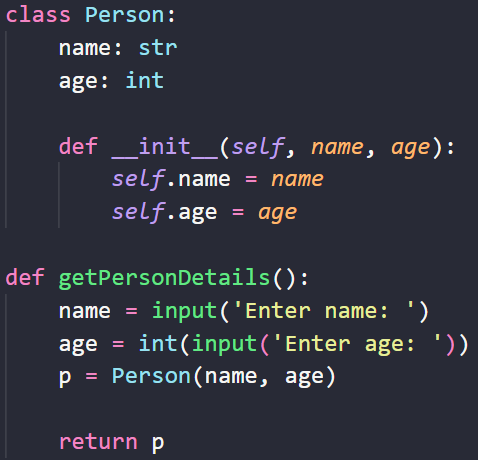 class Person:
    name: str
    age: int

    def __init__(self, name, age):
        self.name = name
        self.age = age

def getPersonDetails():
    name = input('Enter name: ')
    age = int(input('Enter age: '))
    p = Person(name, age)

    return p